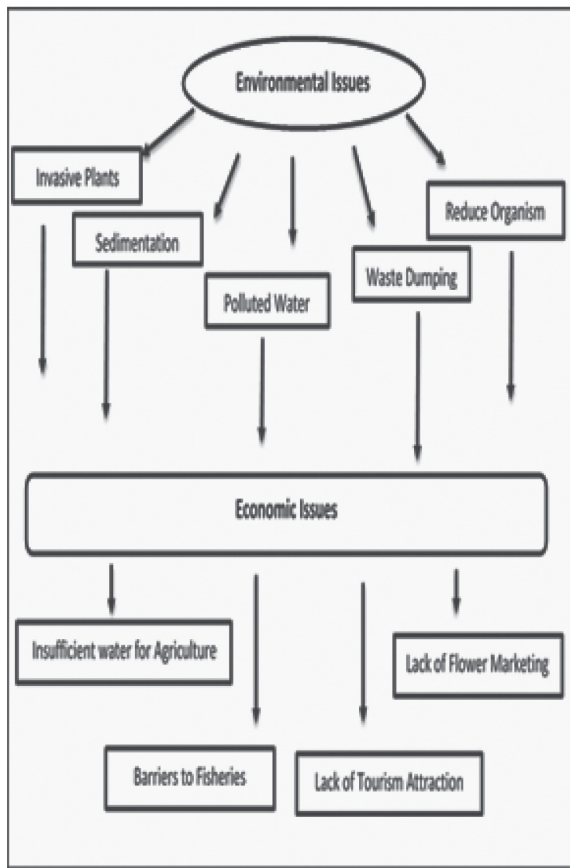 Environmental Issues
Invasive Plants
Sedimentation
Polluted Water
Waste Dumping
Reduce Organism
Economic Issues
Insufficient water for Agriculture
Barriers to Fisheries
Lack of Tourism Attraction
Lack of Flower Marketing